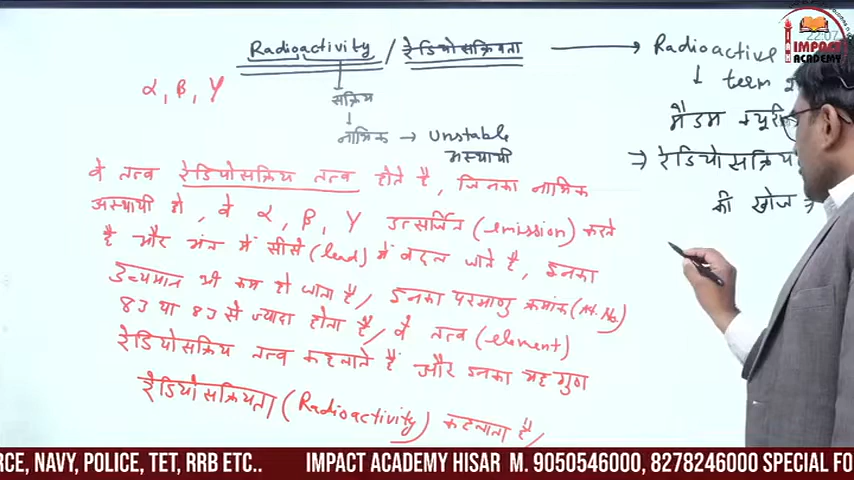 Radioactivity / रेडियोसक्रियता → Radioactive
α, β, γ
सक्रिय
↓
term
नाभिक → Unstable
अस्थायी
मैडम क्यूरी
⇒ रेडियोसक्रिय
की खोज
वे तत्व रेडियोसक्रिय तत्व होते है, जिनका नाभिक
अस्थायी हो, वे α, β, γ उत्सर्जित (emission) करते
है और अंत में सीसे (lead) में बदल जाते है, इनका
द्रव्यमान भी कम हो जाता है/ इनका परमाणु क्रमांक (At. No.)
83 या 83 से ज्यादा होता है/ वे तत्व (element)
रेडियोसक्रिय तत्व कहलाते हैं और इनका यह गुण
रेडियोसक्रियता (Radioactivity) कहलाता है/
22:07
IMPACT ACADEMY
RCE, NAVY, POLICE, TET, RRB ETC.. IMPACT ACADEMY HISAR M. 9050546000, 8278246000 SPECIAL FO